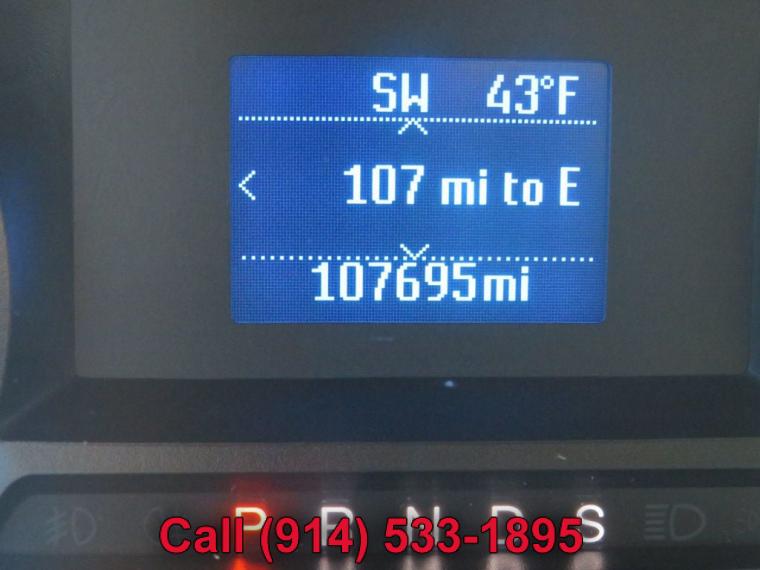 SW 43°F
< 107 mi to E
107695mi
P R N D S
Call (914) 533-1895